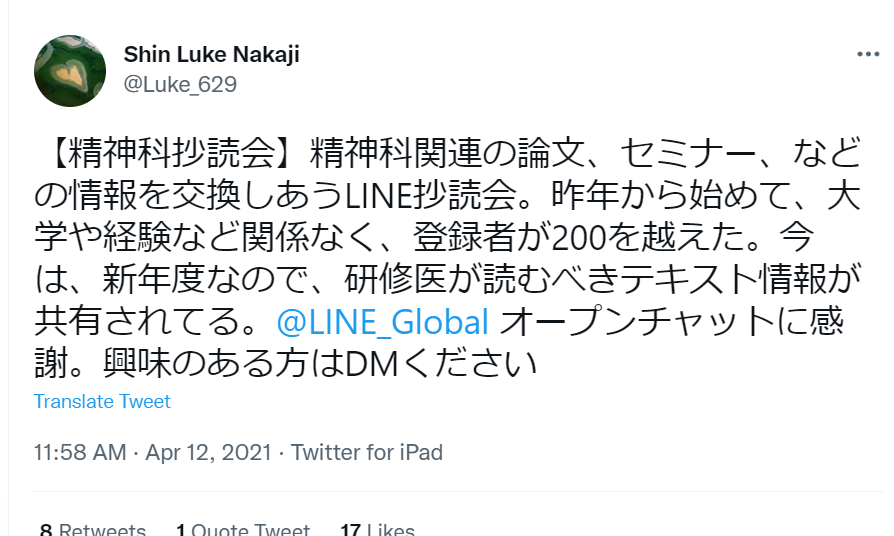 Shin Luke Nakaji
@Luke_629
【精神科抄読会】精神科関連の論文、セミナー、など
の情報を交換しあうLINE抄読会。昨年から始めて、大
学や経験など関係なく、登録者が200を越えた。今
は、新年度なので、研修医が読むべきテキスト情報が
共有されてる。@LINE_Global オープンチャットに感
謝。興味のある方はDMください
Translate Tweet
11:58 AM · Apr 12, 2021 · Twitter for iPad
8 Retweets 1 Quote Tweet 17 Likes